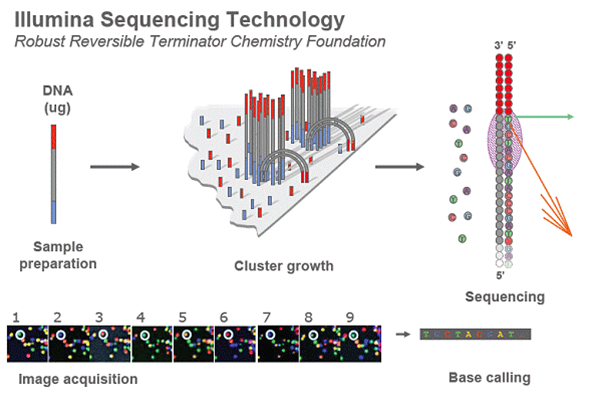 Illumina Sequencing Technology
Robust Reversible Terminator Chemistry Foundation
DNA
(ug)
3' 5'
5'
Sample
preparation
Cluster growth
Sequencing
1 2 3 4 5 6 7 8 9
T G C T A C G A T
Image acquisition
Base calling